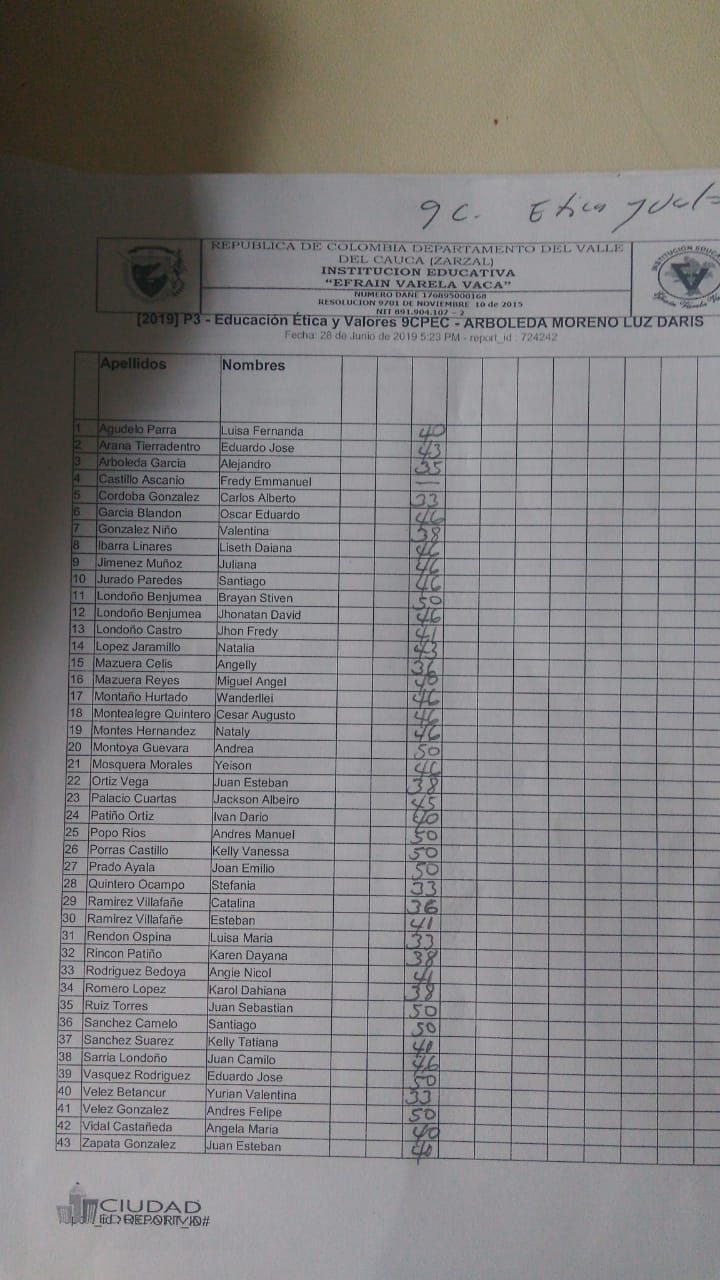 9 C. Etica y Val
REPUBLICA DE COLOMBIA DEPARTAMENTO DEL VALLE
DEL CAUCA (ZARZAL)
INSTITUCION EDUCATIVA
"EFRAIN VARELA VACA"
NUMERO DANE 176895000168
RESOLUCION 9701 DE NOVIEMBRE 10 de 2015
NIT 891.904.107 - 2
[2019] P3 - Educación Ética y Valores 9CPEC - ARBOLEDA MORENO LUZ DARIS
Fecha: 28 de Junio de 2019 5:23 PM - report_id : 724242
Apellidos Nombres
1 Agudelo Parra Luisa Fernanda 40
2 Arana Tierradentro Eduardo Jose 43
3 Arboleda Garcia Alejandro 35
4 Castillo Ascanio Fredy Emmanuel —
5 Cordoba Gonzalez Carlos Alberto 33
6 Garcia Blandon Oscar Eduardo 46
7 Gonzalez Niño Valentina 38
8 Ibarra Linares Liseth Daiana 46
9 Jimenez Muñoz Juliana 46
10 Jurado Paredes Santiago 46
11 Londoño Benjumea Brayan Stiven 50
12 Londoño Benjumea Jhonatan David 46
13 Londoño Castro Jhon Fredy 41
14 Lopez Jaramillo Natalia 43
15 Mazuera Celis Angelly 36
16 Mazuera Reyes Miguel Angel
17 Montaño Hurtado Wanderllei 46
18 Montealegre Quintero Cesar Augusto 46
19 Montes Hernandez Nataly 46
20 Montoya Guevara Andrea 50
21 Mosquera Morales Yeison 46
22 Ortiz Vega Juan Esteban 38
23 Palacio Cuartas Jackson Albeiro 45
24 Patiño Ortiz Ivan Dario 40
25 Popo Rios Andres Manuel 50
26 Porras Castillo Kelly Vanessa 50
27 Prado Ayala Joan Emilio 50
28 Quintero Ocampo Stefania 33
29 Ramirez Villafañe Catalina 36
30 Ramirez Villafañe Esteban 41
31 Rendon Ospina Luisa Maria 33
32 Rincon Patiño Karen Dayana 38
33 Rodriguez Bedoya Angie Nicol 41
34 Romero Lopez Karol Dahiana 38
35 Ruiz Torres Juan Sebastian 50
36 Sanchez Camelo Santiago 50
37 Sanchez Suarez Kelly Tatiana
38 Sarria Londoño Juan Camilo 46
39 Vasquez Rodriguez Eduardo Jose 50
40 Velez Betancur Yurian Valentina 33
41 Velez Gonzalez Andres Felipe 50
42 Vidal Castañeda Angela Maria 40
43 Zapata Gonzalez Juan Esteban
CIUDAD